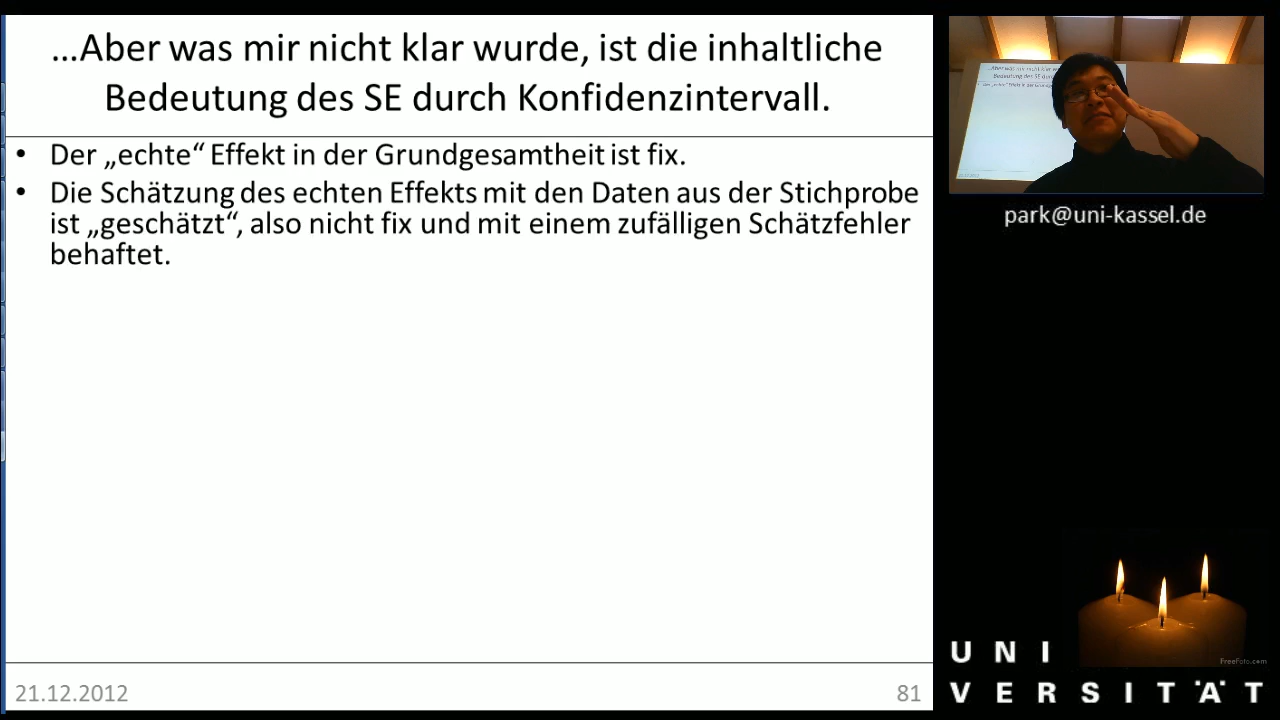 …Aber was mir nicht klar wurde, ist die inhaltliche
Bedeutung des SE durch Konfidenzintervall.
• Der „echte“ Effekt in der Grundgesamtheit ist fix.
• Die Schätzung des echten Effekts mit den Daten aus der Stichprobe
ist „geschätzt“, also nicht fix und mit einem zufälligen Schätzfehler
behaftet.
21.12.2012
81
park@uni-kassel.de
FreeFoto.com
U N I
V E R S I T Ä T